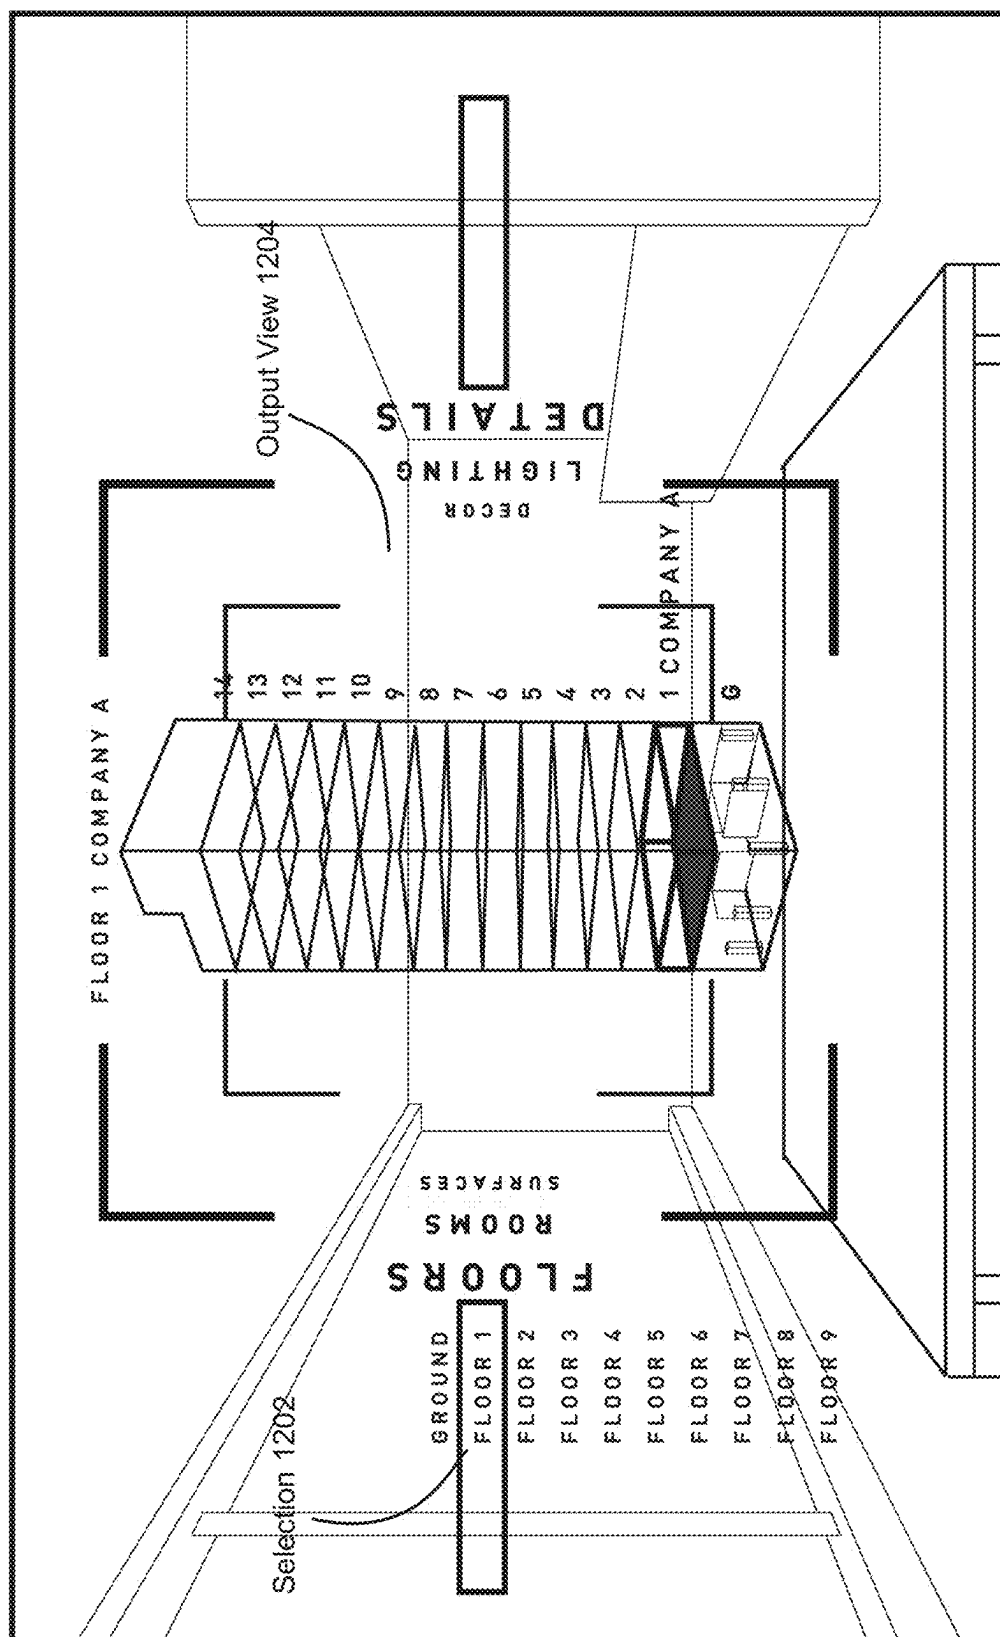 Selection 1202
Output View 1204
FLOOR 1 COMPANY A
14
13
12
11
10
9
8
7
6
5
4
3
2
1 COMPANY A
G
GROUND
FLOOR 1
FLOOR 2
FLOOR 3
FLOOR 4
FLOOR 5
FLOOR 6
FLOOR 7
FLOOR 8
FLOOR 9
FLOORS
ROOMS
SURFACES
DECOR
LIGHTING
DETAILS